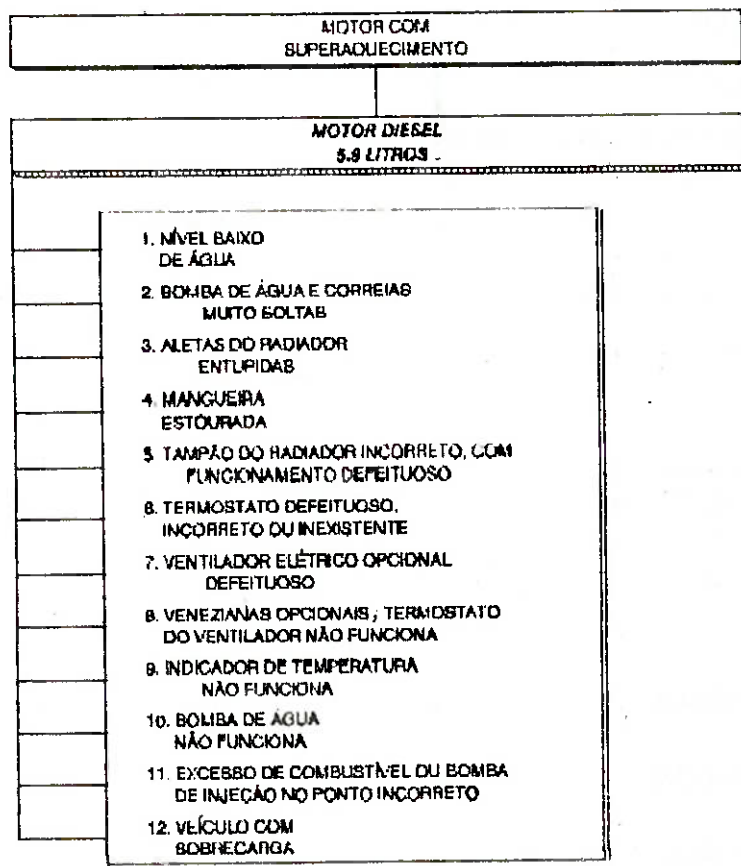 MOTOR COM
SUPERAQUECIMENTO
MOTOR DIESEL
5.9 LITROS
1. NÍVEL BAIXO
DE ÁGUA
2. BOMBA DE ÁGUA E CORREIAS
MUITO SOLTAS
3. ALETAS DO RADIADOR
ENTUPIDAS
4. MANGUEIRA
ESTOURADA
5. TAMPÃO DO RADIADOR INCORRETO, COM
FUNCIONAMENTO DEFEITUOSO
6. TERMOSTATO DEFEITUOSO,
INCORRETO OU INEXISTENTE
7. VENTILADOR ELÉTRICO OPCIONAL
DEFEITUOSO
8. VENEZIANAS OPCIONAIS / TERMOSTATO
DO VENTILADOR NÃO FUNCIONA
9. INDICADOR DE TEMPERATURA
NÃO FUNCIONA
10. BOMBA DE ÁGUA
NÃO FUNCIONA
11. EXCESSO DE COMBUSTÍVEL OU BOMBA
DE INJEÇÃO NO PONTO INCORRETO
12. VEÍCULO COM
SOBRECARGA